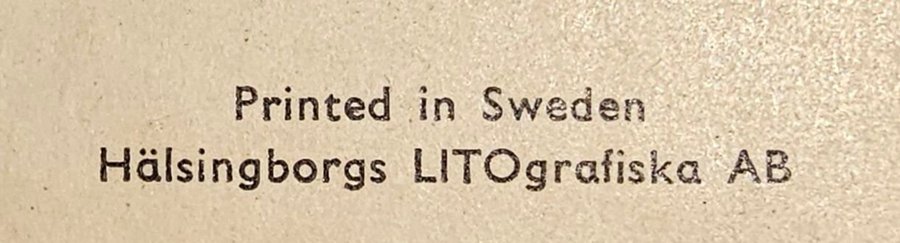 Printed in Sweden
Hälsingborgs LITOgrafiska AB